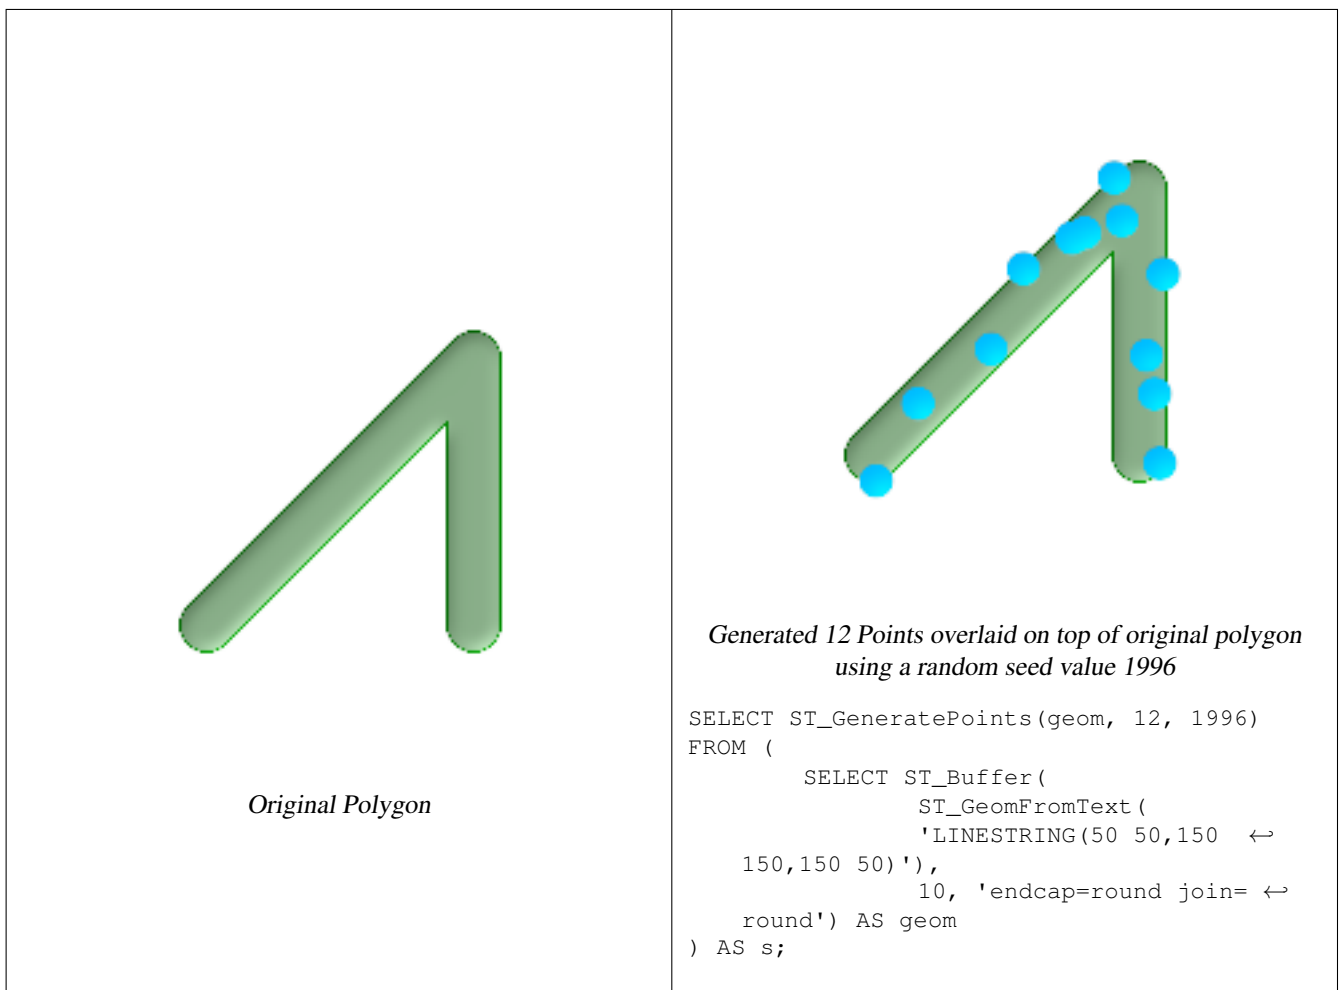 Original Polygon
Generated 12 Points overlaid on top of original polygon
using a random seed value 1996
SELECT ST_GeneratePoints(geom, 12, 1996)
FROM (
        SELECT ST_Buffer(
                ST_GeomFromText(
                'LINESTRING(50 50,150 ↩
    150,150 50)'),
                10, 'endcap=round join= ↩
    round') AS geom
) AS s;